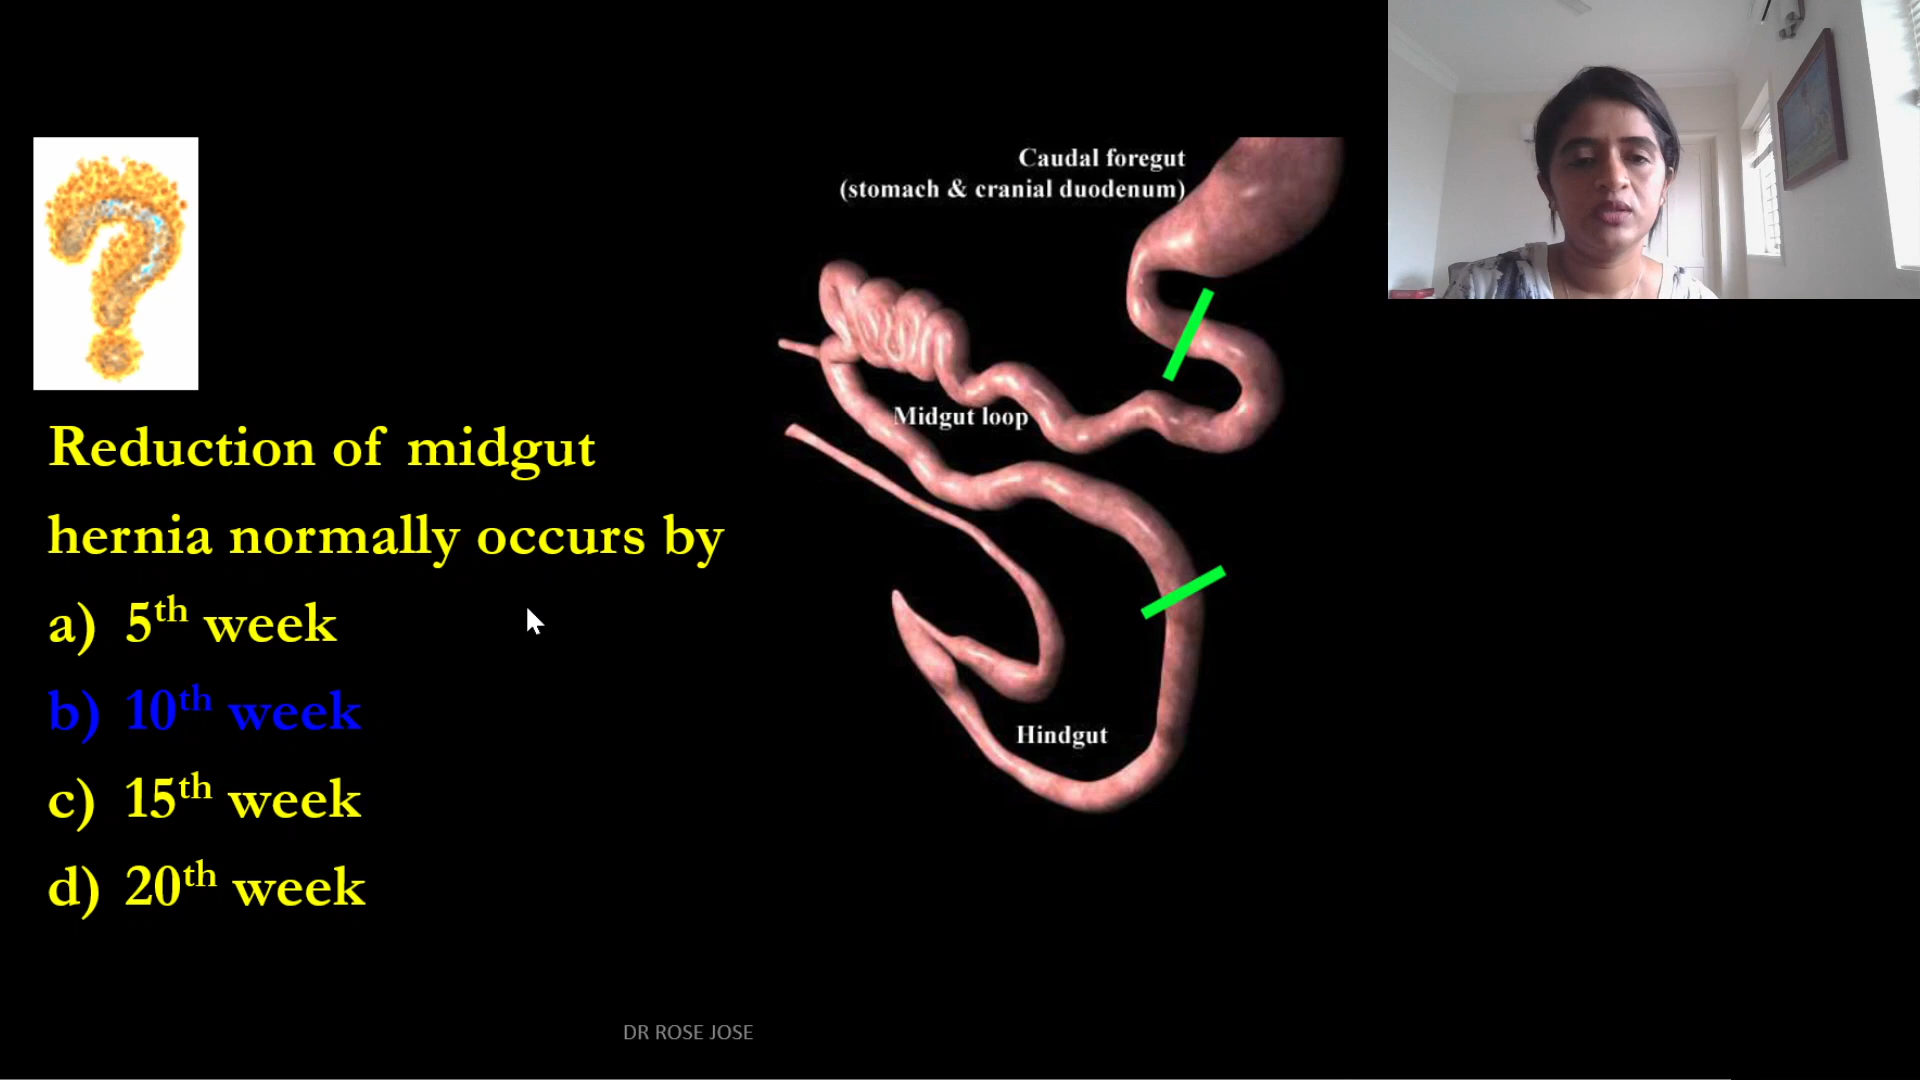 Caudal foregut
(stomach & cranial duodenum)
Midgut loop
Hindgut
Reduction of midgut
hernia normally occurs by
a) 5th week
b) 10th week
c) 15th week
d) 20th week
DR ROSE JOSE